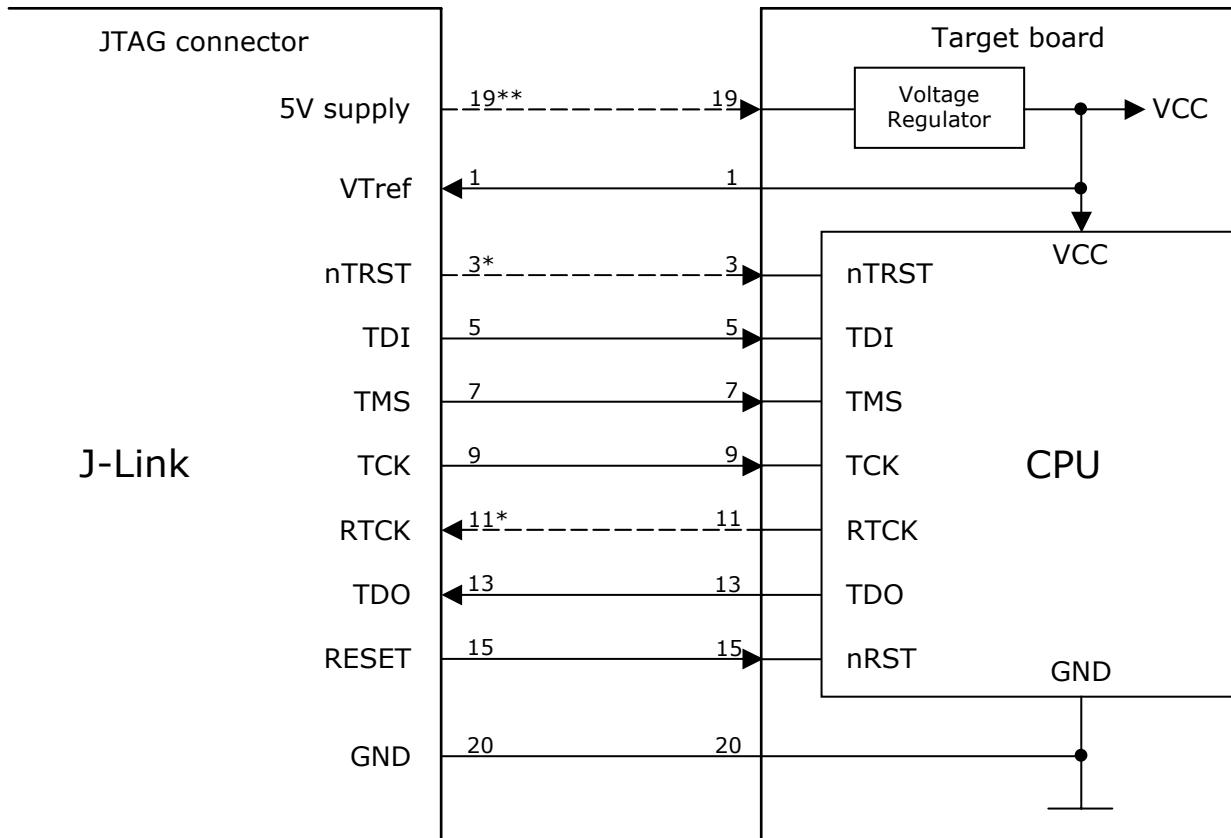 JTAG connector
Target board
5V supply 19** 19 Voltage Regulator VCC
VTref 1 1
VCC
nTRST 3* 3 nTRST
TDI 5 5 TDI
TMS 7 7 TMS
J-Link TCK 9 9 TCK CPU
RTCK 11* 11 RTCK
TDO 13 13 TDO
RESET 15 15 nRST
GND
GND 20 20